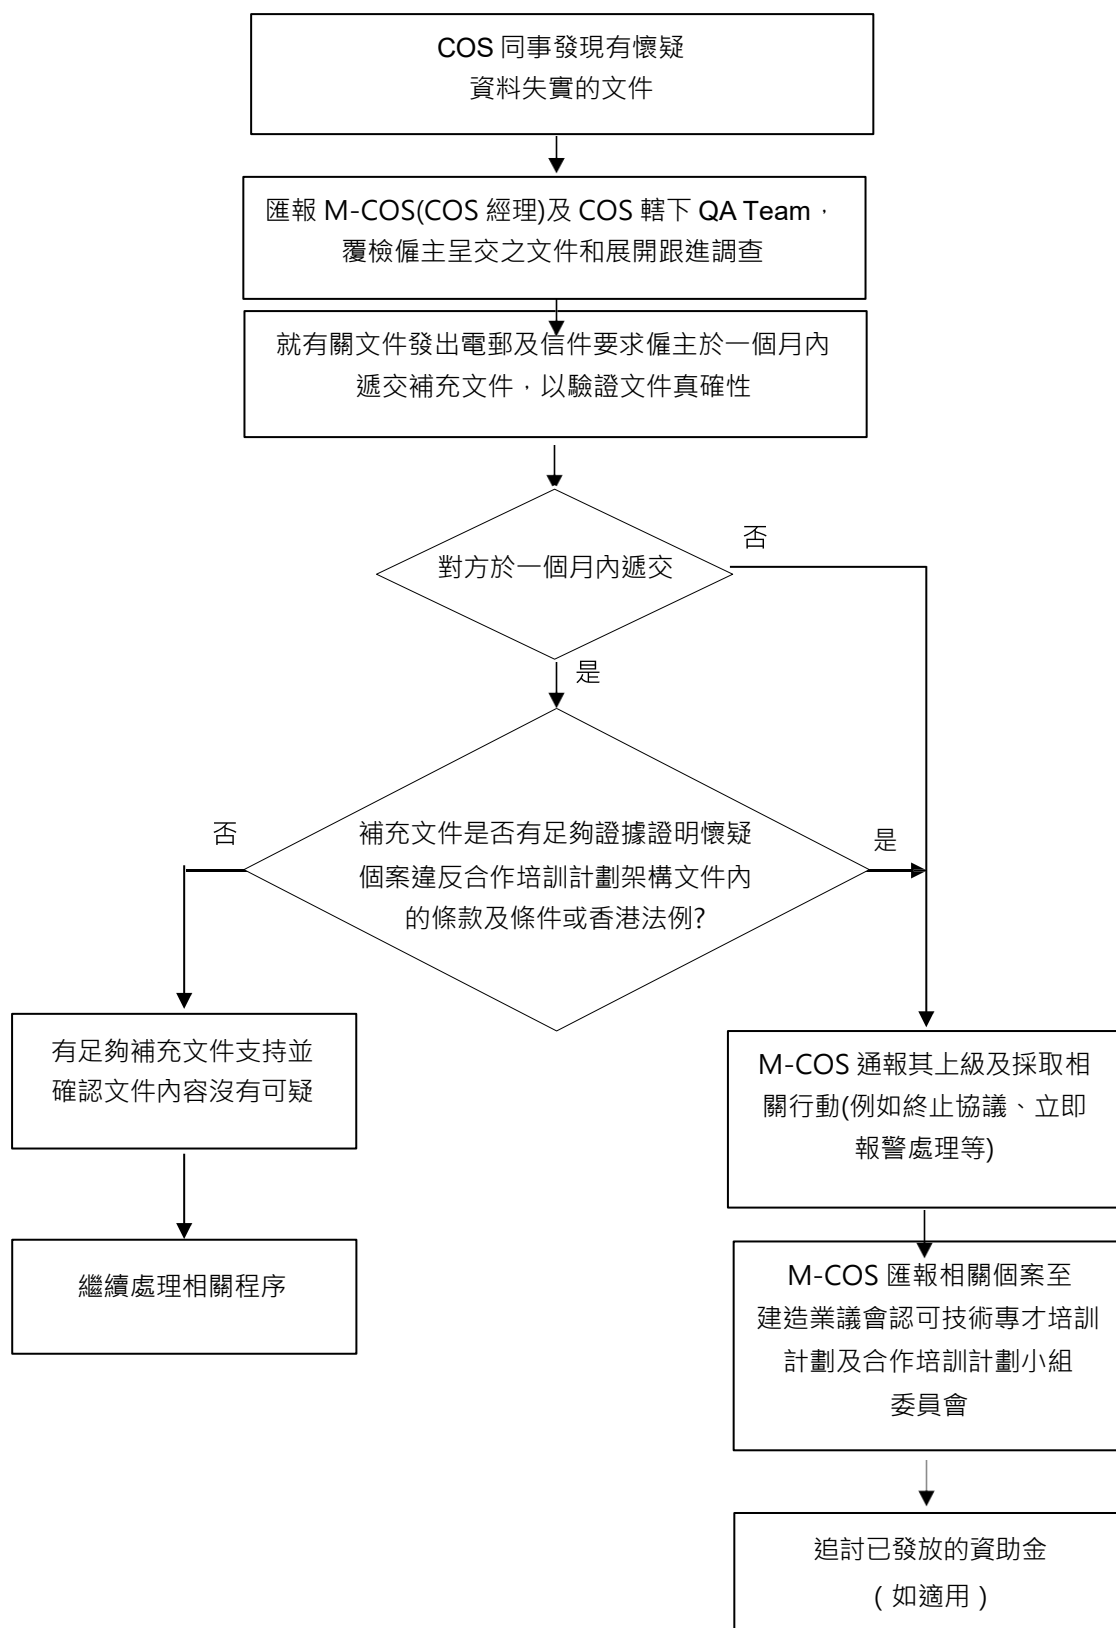 COS 同事發現有懷疑
資料失實的文件
匯報 M-COS(COS 經理)及 COS 轄下 QA Team，
覆檢僱主呈交之文件和展開跟進調查
就有關文件發出電郵及信件要求僱主於一個月內
遞交補充文件，以驗證文件真確性
否
對方於一個月內遞交
是
否
補充文件是否有足夠證據證明懷疑
個案違反合作培訓計劃架構文件內
的條款及條件或香港法例?
是
有足夠補充文件支持並
確認文件內容沒有可疑
繼續處理相關程序
M-COS 通報其上級及採取相
關行動(例如終止協議、立即
報警處理等)
M-COS 匯報相關個案至
建造業議會認可技術專才培訓
計劃及合作培訓計劃小組
委員會
追討已發放的資助金
( 如適用 )